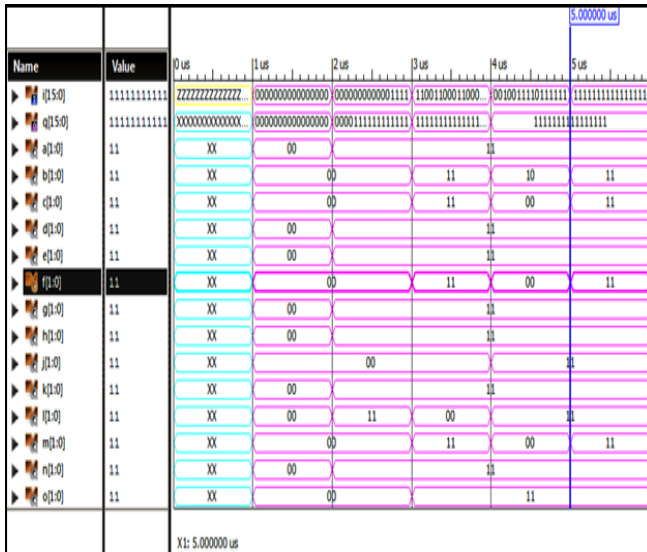 5.000000 us
Name Value 0 us 1 us 2 us 3 us 4 us 5 us
i[15:0] 1111111111 ZZZZZZZZZZZZZZ... 0000000000000000 0000000000001111 11001100011000... 0010011110111111 1111111111111111
q[15:0] 1111111111 XXXXXXXXXXXXXX... 0000000000000000 0000111111111111 11111111111111... 1111111111111111
a[1:0] 11 XX 00 11
b[1:0] 11 XX 00 11 10 11
c[1:0] 11 XX 00 11 00 11
d[1:0] 11 XX 00 11
e[1:0] 11 XX 00 11
f[1:0] 11 XX 00 11 00 11
g[1:0] 11 XX 00 11
h[1:0] 11 XX 00 11
j[1:0] 11 XX 00 11
k[1:0] 11 XX 00 11
l[1:0] 11 XX 00 11 00 11
m[1:0] 11 XX 00 11 00 11
n[1:0] 11 XX 00 11
o[1:0] 11 XX 00 11
X1: 5.000000 us